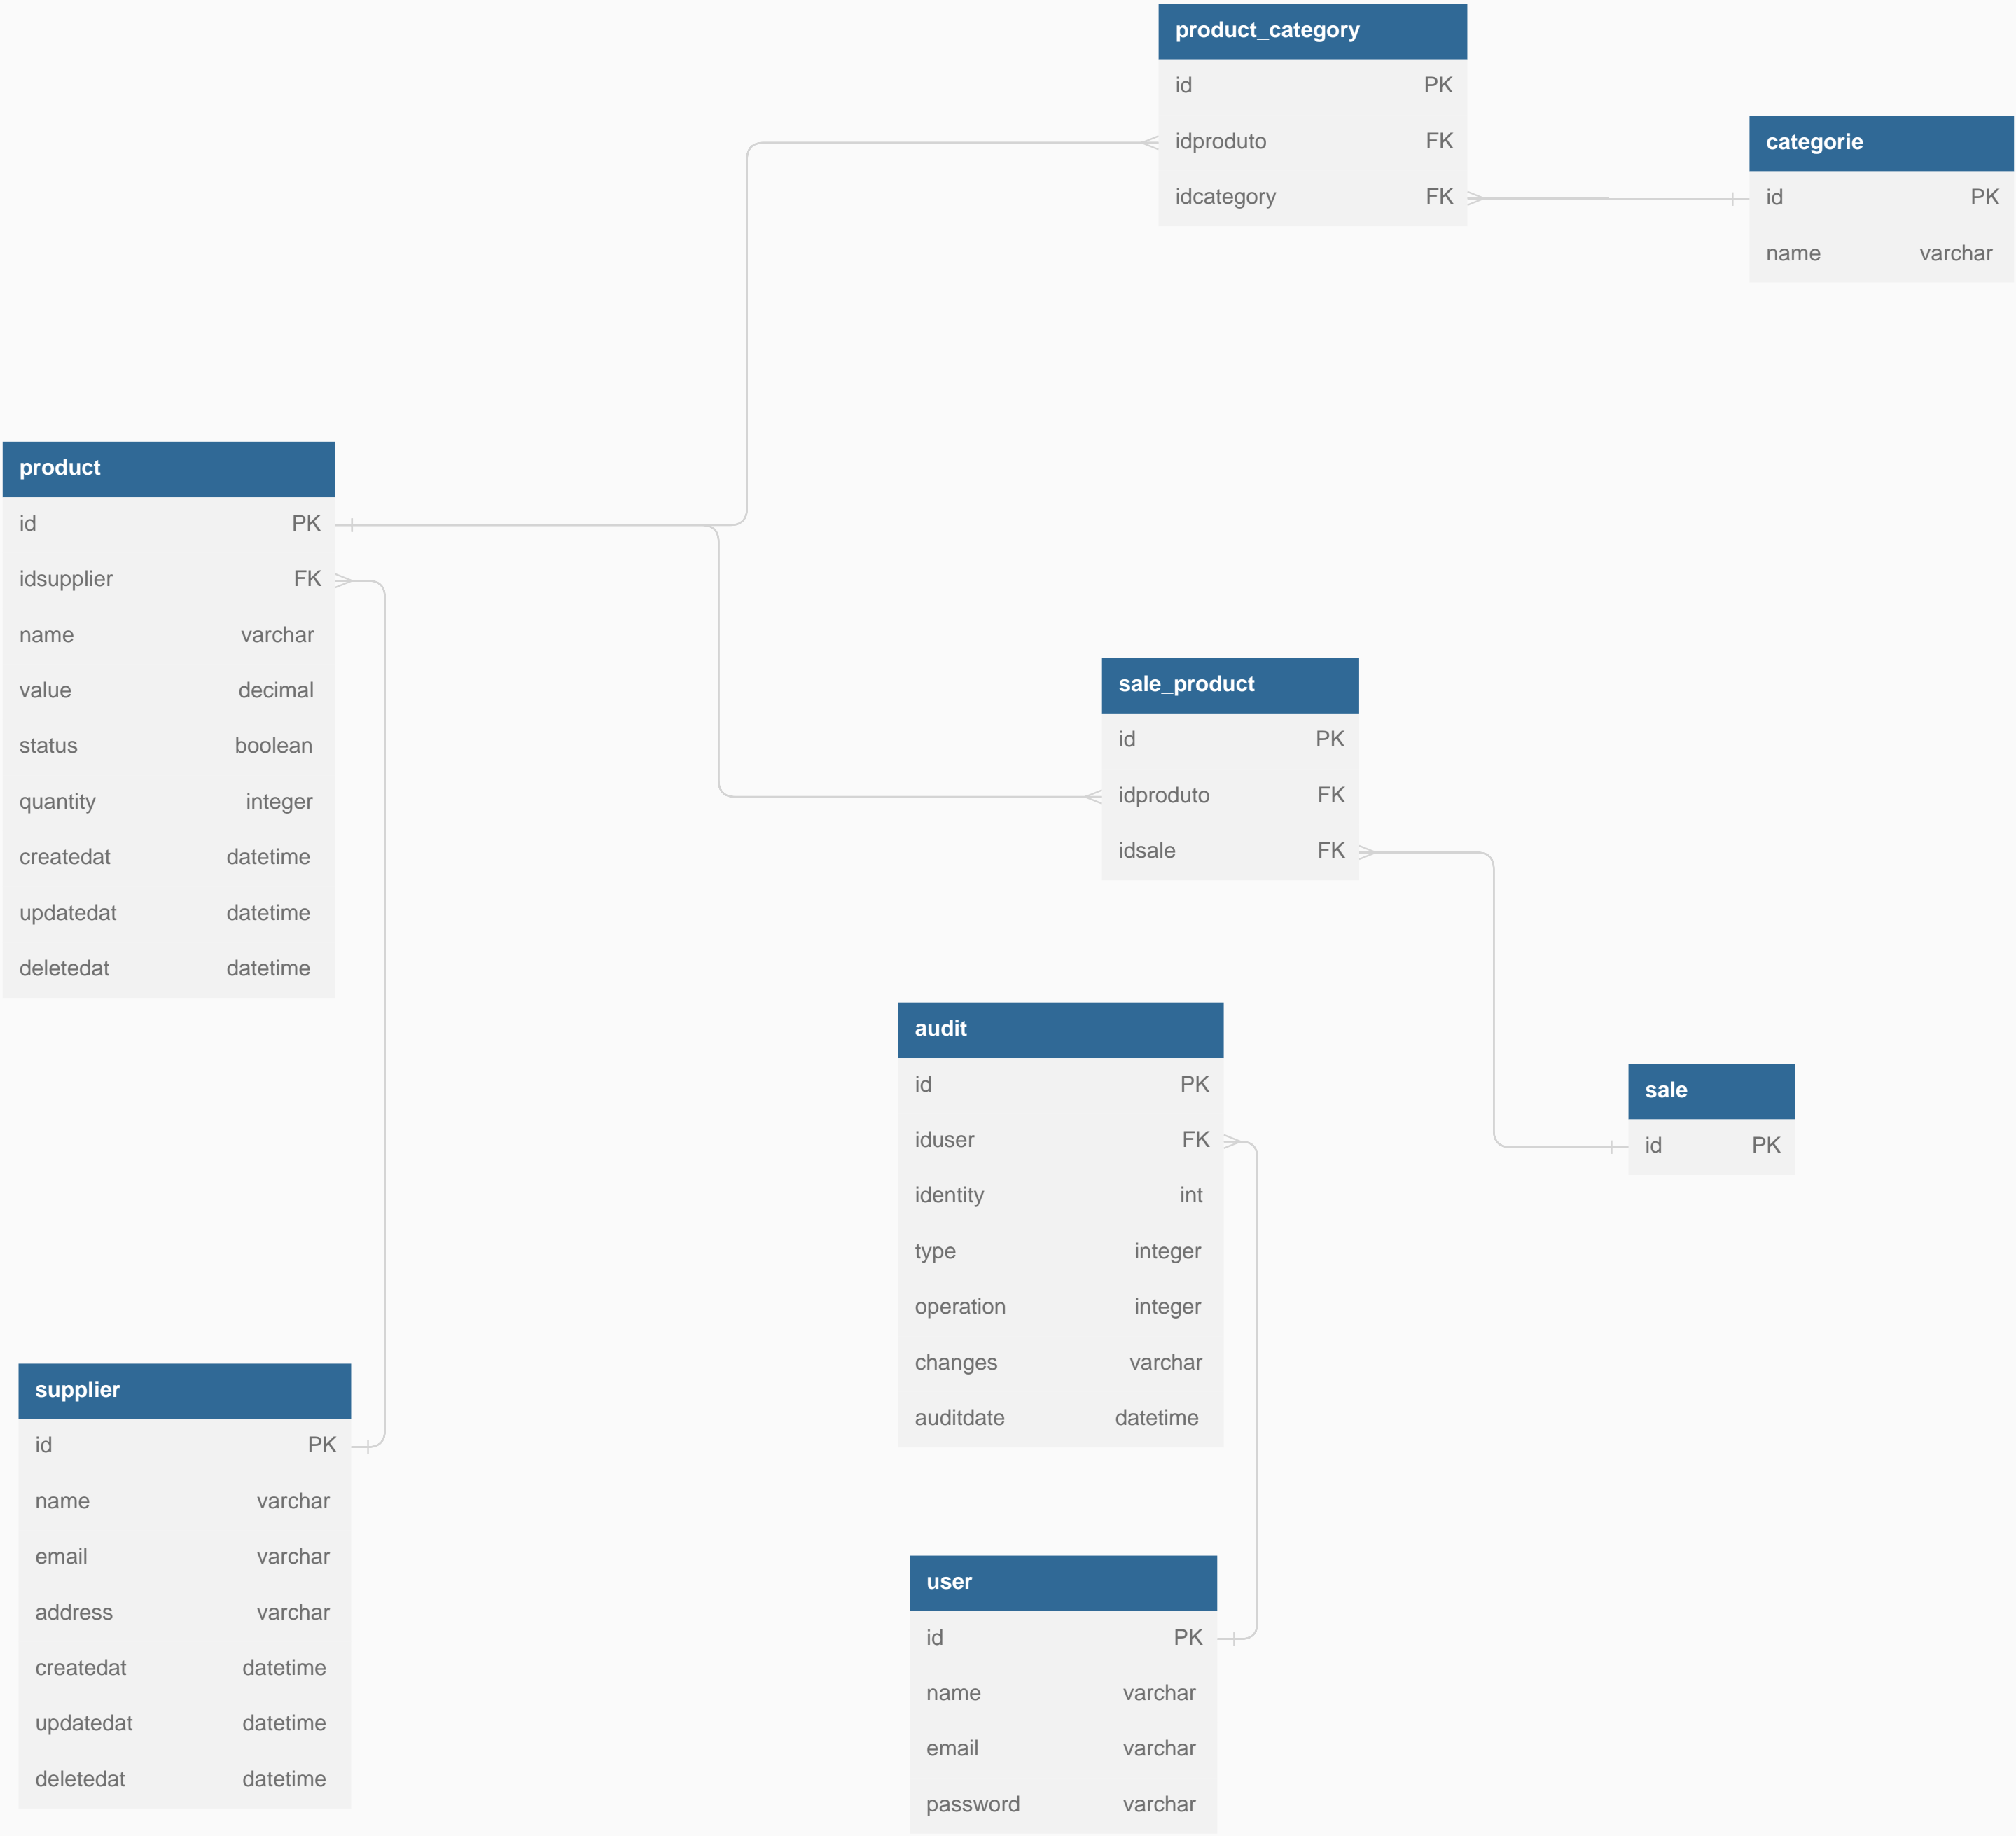 product_category
id PK
idproduto FK
idcategory FK
categorie
id PK
name varchar
product
id PK
idsupplier FK
name varchar
value decimal
status boolean
quantity integer
createdat datetime
updatedat datetime
deletedat datetime
sale_product
id PK
idproduto FK
idsale FK
audit
id PK
iduser FK
identity int
type integer
operation integer
changes varchar
auditdate datetime
sale
id PK
supplier
id PK
name varchar
email varchar
address varchar
createdat datetime
updatedat datetime
deletedat datetime
user
id PK
name varchar
email varchar
password varchar